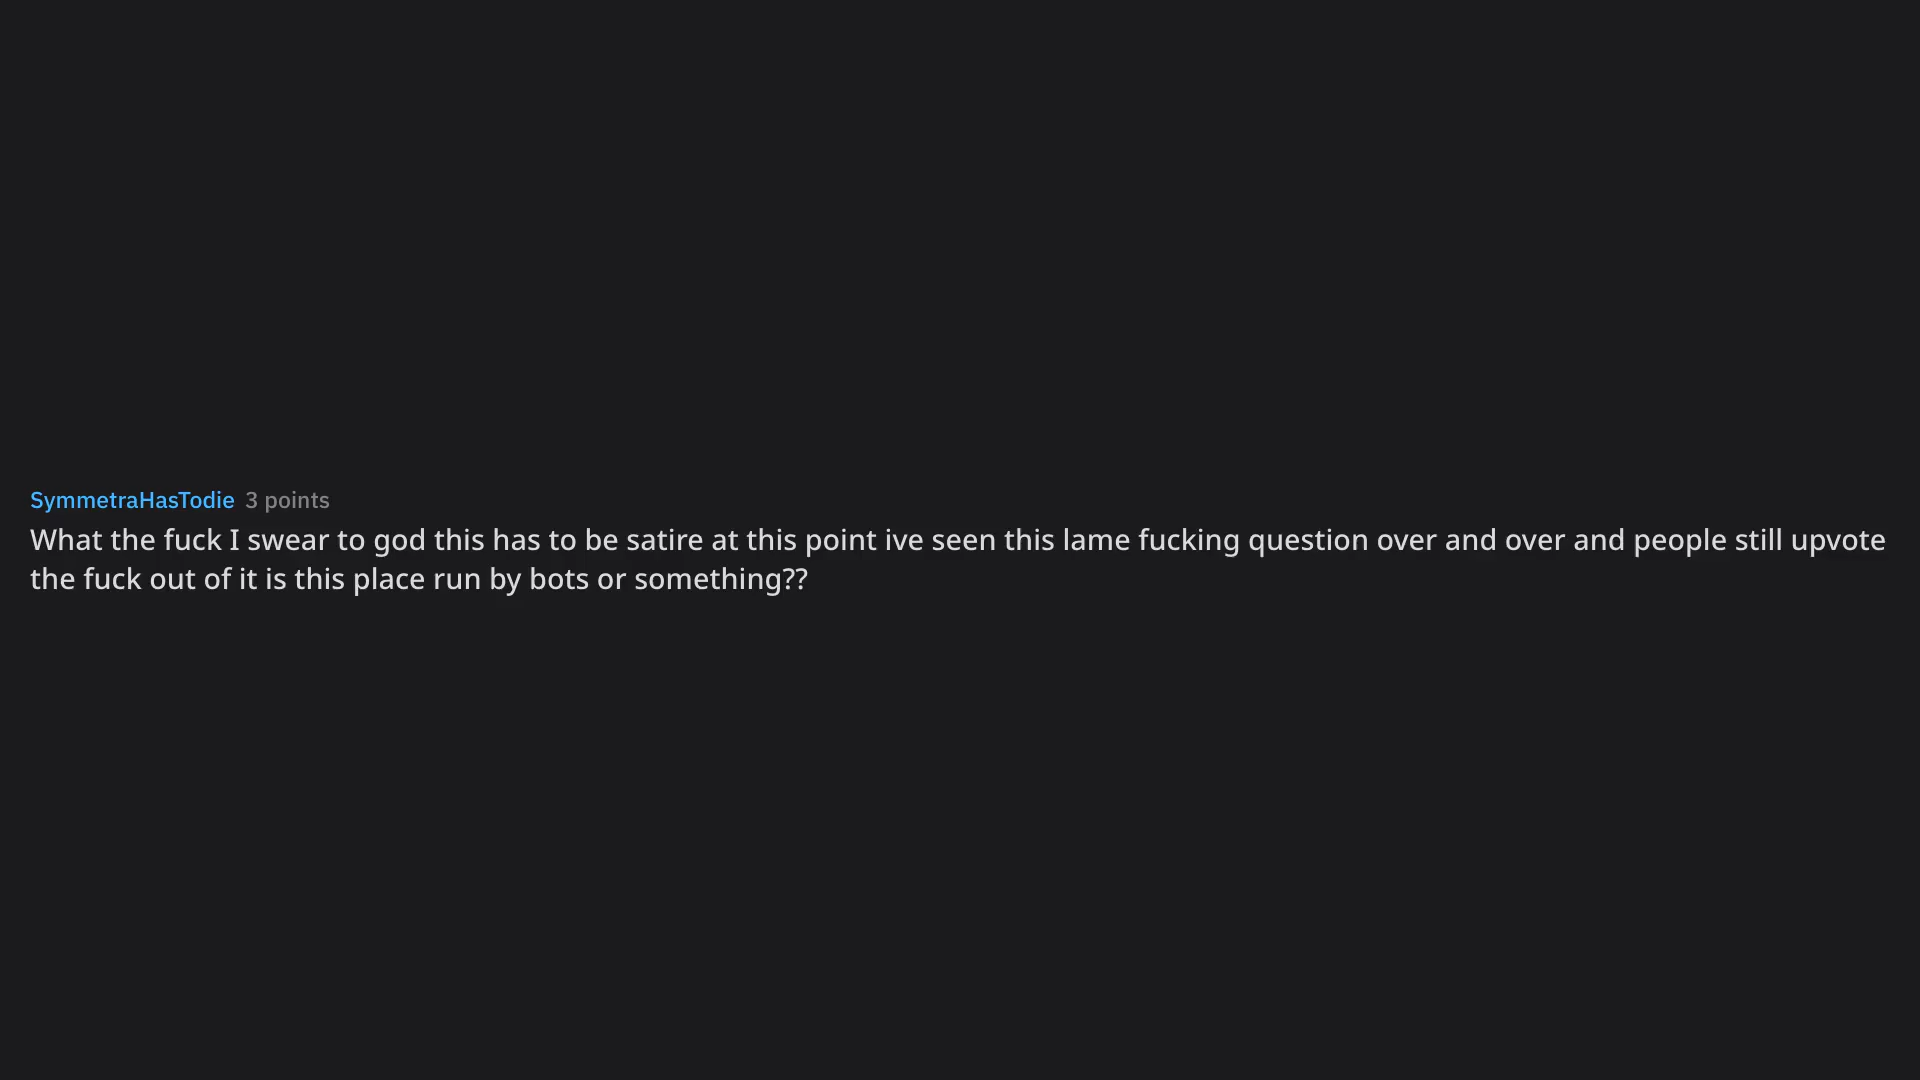 SymmetraHasTodie 3 points
What the fuck I swear to god this has to be satire at this point ive seen this lame fucking question over and over and people still upvote
the fuck out of it is this place run by bots or something??